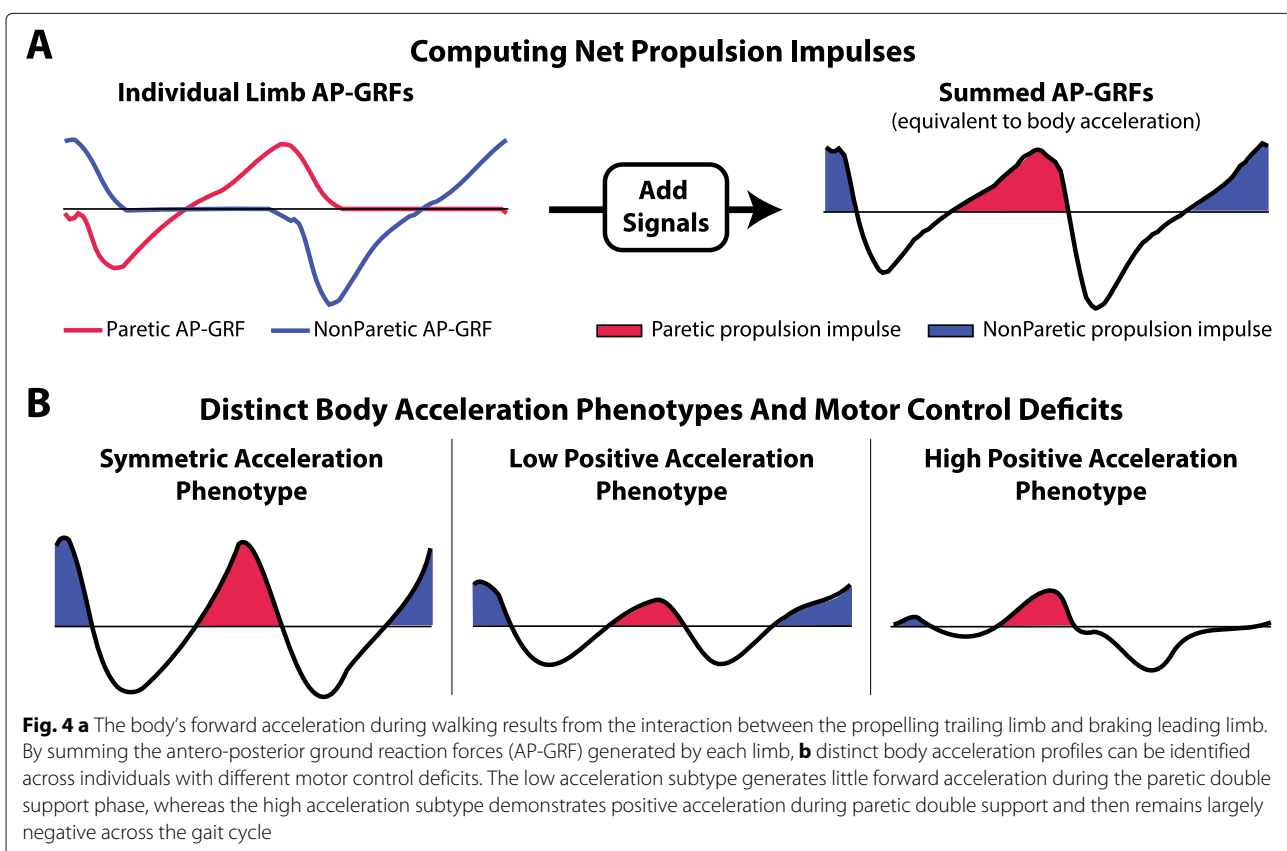 A
Computing Net Propulsion Impulses
Individual Limb AP-GRFs
Summed AP-GRFs
(equivalent to body acceleration)
Add
Signals
Paretic AP-GRF
NonParetic AP-GRF
Paretic propulsion impulse
NonParetic propulsion impulse
B
Distinct Body Acceleration Phenotypes And Motor Control Deficits
Symmetric Acceleration
Phenotype
Low Positive Acceleration
Phenotype
High Positive Acceleration
Phenotype
Fig. 4 a The body's forward acceleration during walking results from the interaction between the propelling trailing limb and braking leading limb.
By summing the antero-posterior ground reaction forces (AP-GRF) generated by each limb, b distinct body acceleration profiles can be identified
across individuals with different motor control deficits. The low acceleration subtype generates little forward acceleration during the paretic double
support phase, whereas the high acceleration subtype demonstrates positive acceleration during paretic double support and then remains largely
negative across the gait cycle